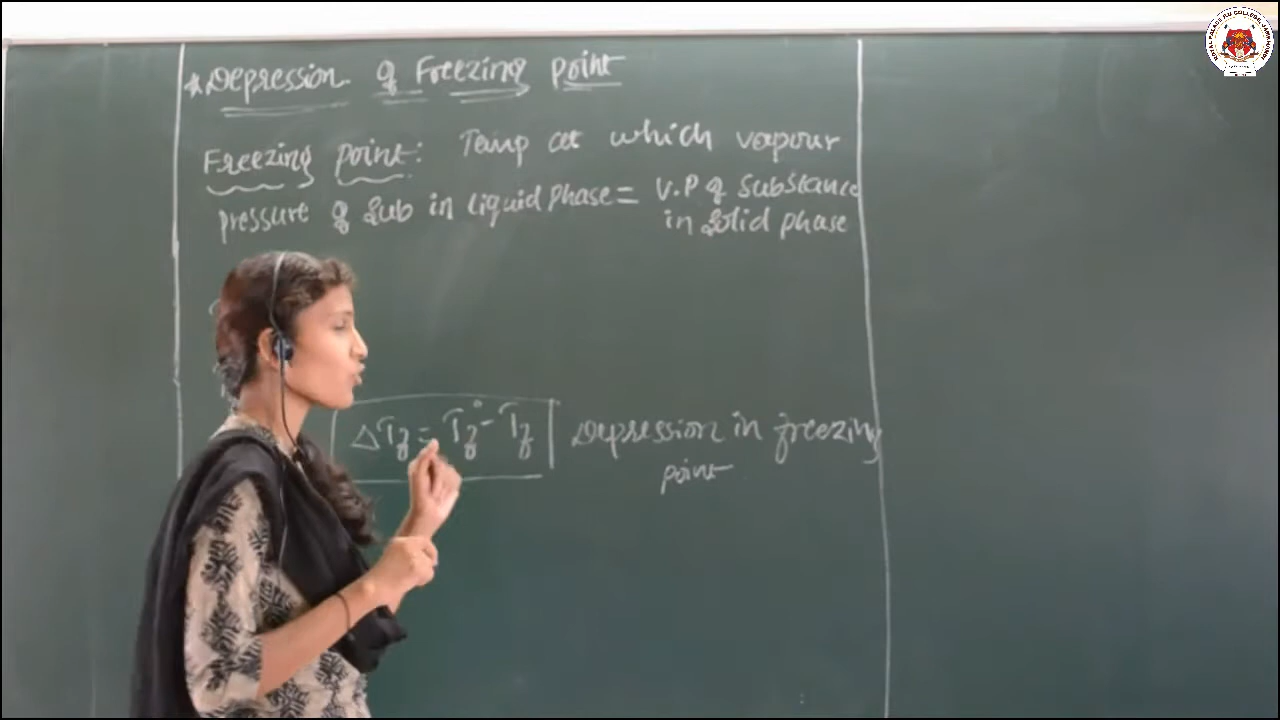 * Depression of Freezing point
Freezing point: Temp at which vapour
pressure of sub in liquid phase = V.P of substance
in solid phase
ΔTf = Tf° - Tf Depression in freezing
point